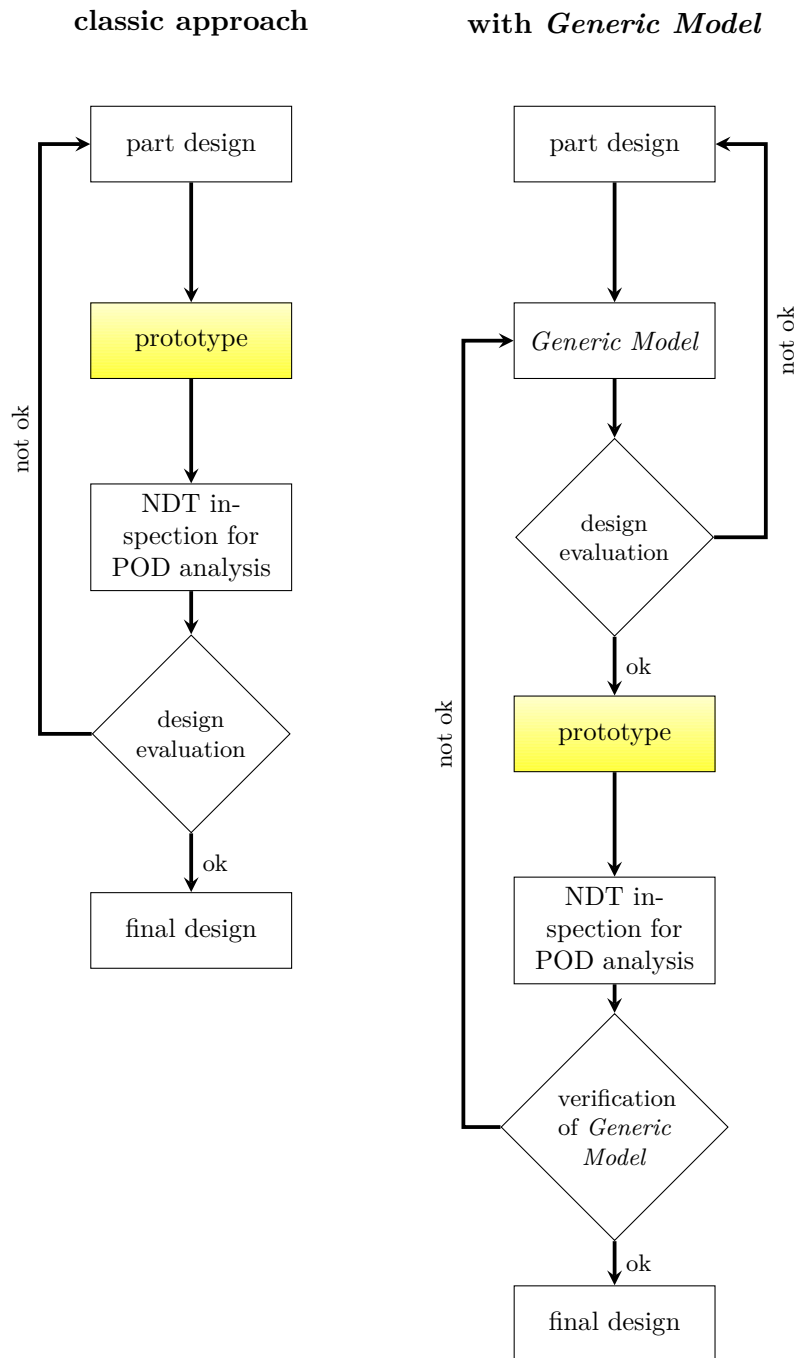 classic approach
part design
prototype
not ok
NDT in-
spection for
POD analysis
design
evaluation
ok
final design
with Generic Model
part design
Generic Model
not ok
design
evaluation
ok
prototype
not ok
NDT in-
spection for
POD analysis
verification
of Generic
Model
ok
final design